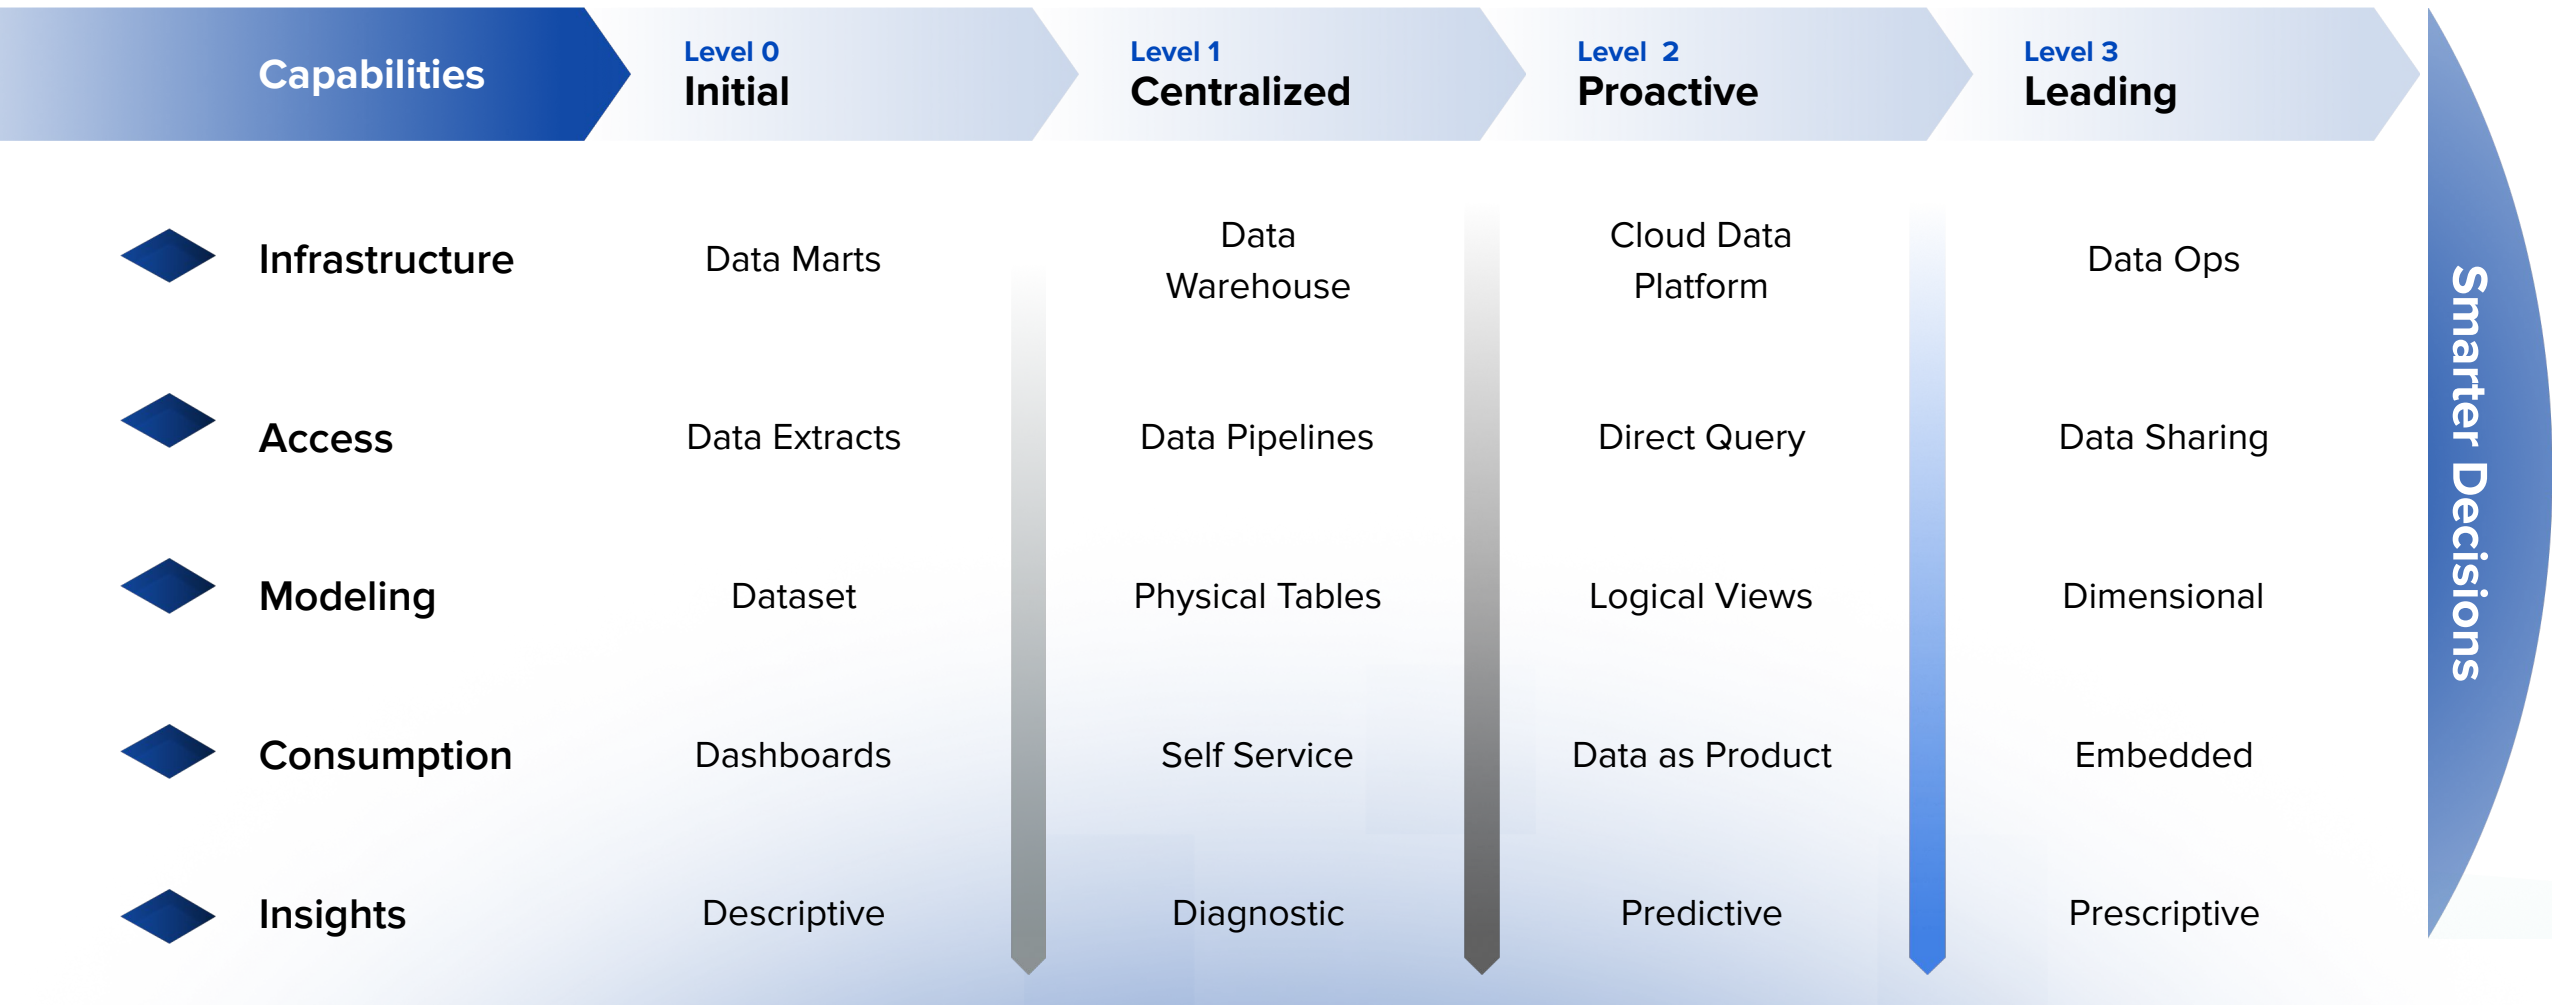 Capabilities
Level 0
Initial
Level 1
Centralized
Level 2
Proactive
Level 3
Leading
Infrastructure
Data Marts
Data
Warehouse
Cloud Data
Platform
Data Ops
Access
Data Extracts
Data Pipelines
Direct Query
Data Sharing
Modeling
Dataset
Physical Tables
Logical Views
Dimensional
Consumption
Dashboards
Self Service
Data as Product
Embedded
Insights
Descriptive
Diagnostic
Predictive
Prescriptive
Smarter Decisions